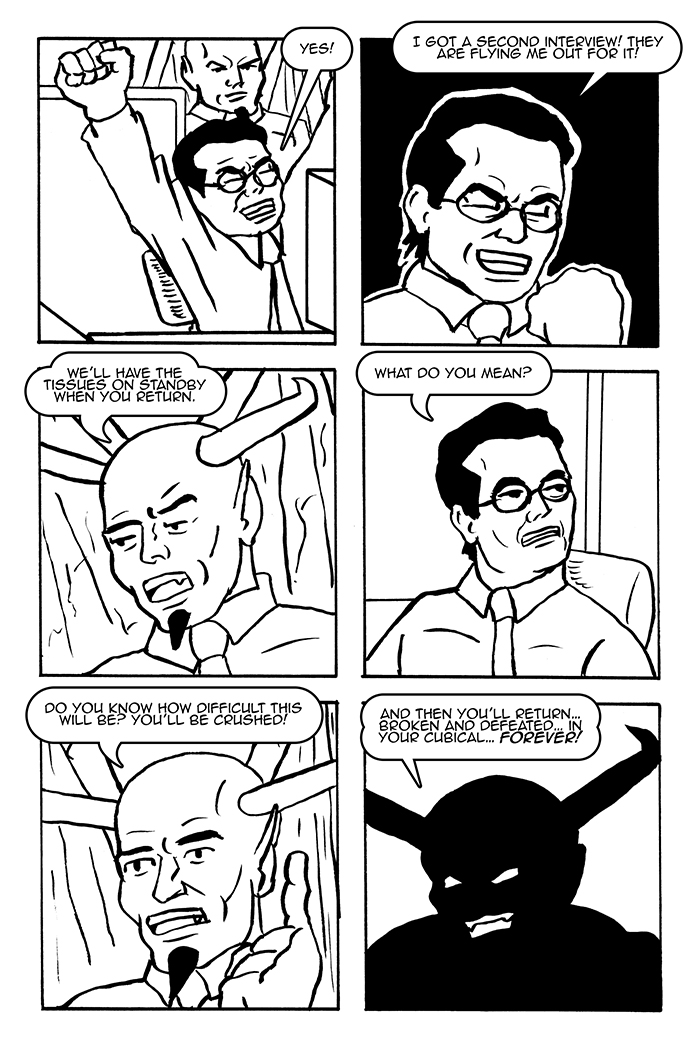 YES!
I GOT A SECOND INTERVIEW! THEY
ARE FLYING ME OUT FOR IT!
WE'LL HAVE THE
TISSUES ON STANDBY
WHEN YOU RETURN.
WHAT DO YOU MEAN?
DO YOU KNOW HOW DIFFICULT THIS
WILL BE? YOU'LL BE CRUSHED!
AND THEN YOU'LL RETURN...
BROKEN AND DEFEATED... IN
YOUR CUBICAL... FOREVER!